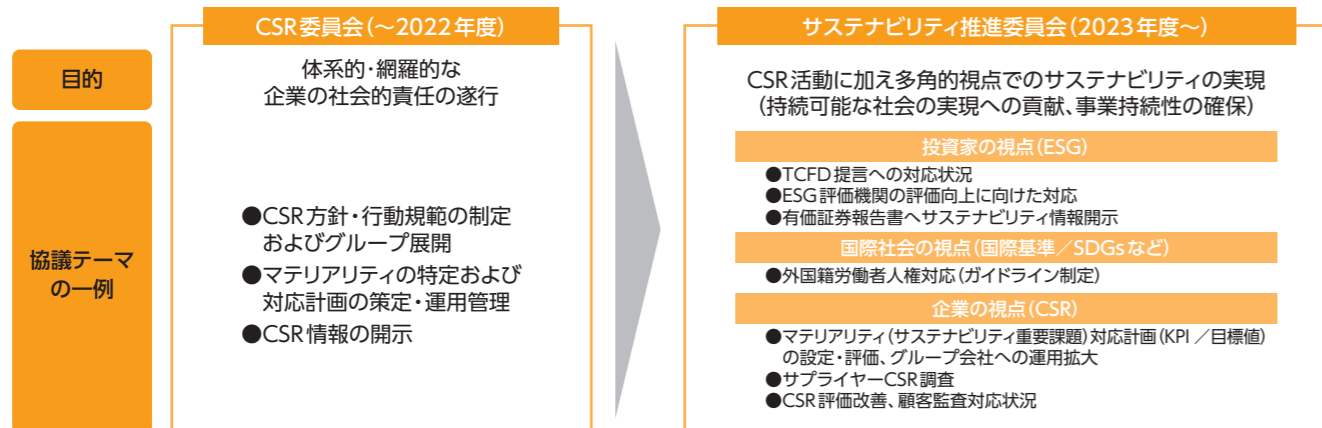 CSR委員会(～2022年度)
サステナビリティ推進委員会(2023年度～)
目的
体系的･網羅的な
企業の社会的責任の遂行
CSR活動に加え多角的視点でのサステナビリティの実現
(持続可能な社会の実現への貢献、事業持続性の確保)
協議テーマ
の一例
●CSR方針・行動規範の制定
およびグループ展開
●マテリアリティの特定および
対応計画の策定・運用管理
●CSR情報の開示
投資家の視点(ESG)
●TCFD提言への対応状況
●ESG評価機関の評価向上に向けた対応
●有価証券報告書へサステナビリティ情報開示
国際社会の視点(国際基準／SDGsなど)
●外国籍労働者人権対応(ガイドライン制定)
企業の視点(CSR)
●マテリアリティ(サステナビリティ重要課題)対応計画(KPI／目標値)
の設定・評価、グループ会社への運用拡大
●サプライヤーCSR調査
●CSR評価改善、顧客監査対応状況